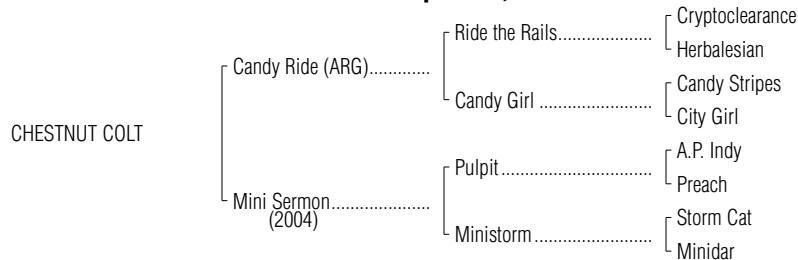 Cryptoclearance
Ride the Rails
Herbalesian
Candy Ride (ARG)
Candy Stripes
Candy Girl
City Girl
CHESTNUT COLT
A.P. Indy
Pulpit
Preach
Mini Sermon
(2004)
Storm Cat
Ministorm
Minidar